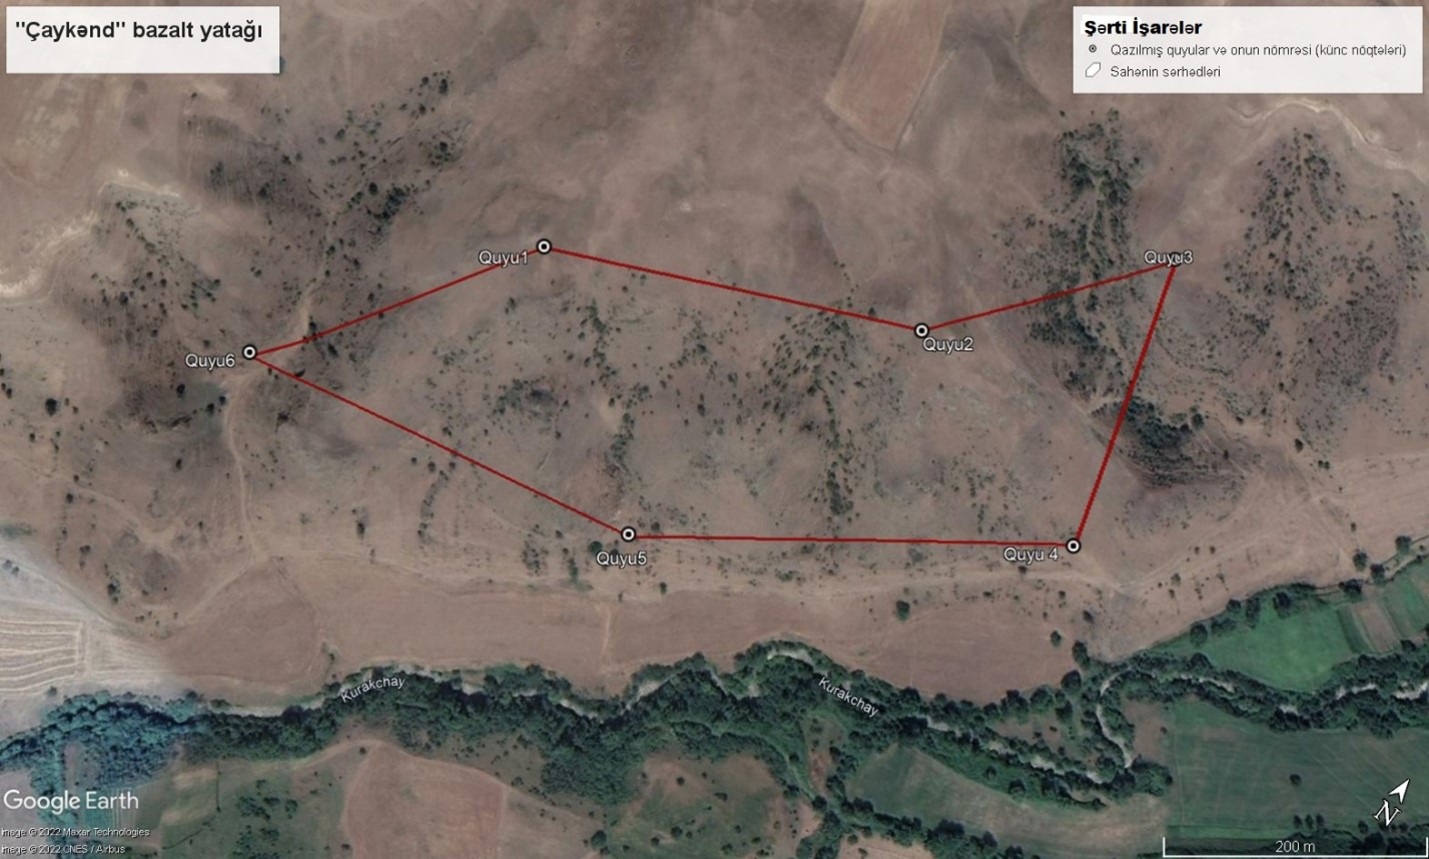 "Çaykənd" bazalt yatağı
Şərti İşarələr
Qazılmış quyular və onun nömrəsi (künc nöqtələri)
Sahənin sərhədləri
Quyu1
Quyu3
Quyu2
Quyu6
Quyu5
Quyu 4
Kurakchay
Kurakchay
Google Earth
N
Image © 2022 Maxar Technologies
Image © 2022 CNES / Airbus
200 m